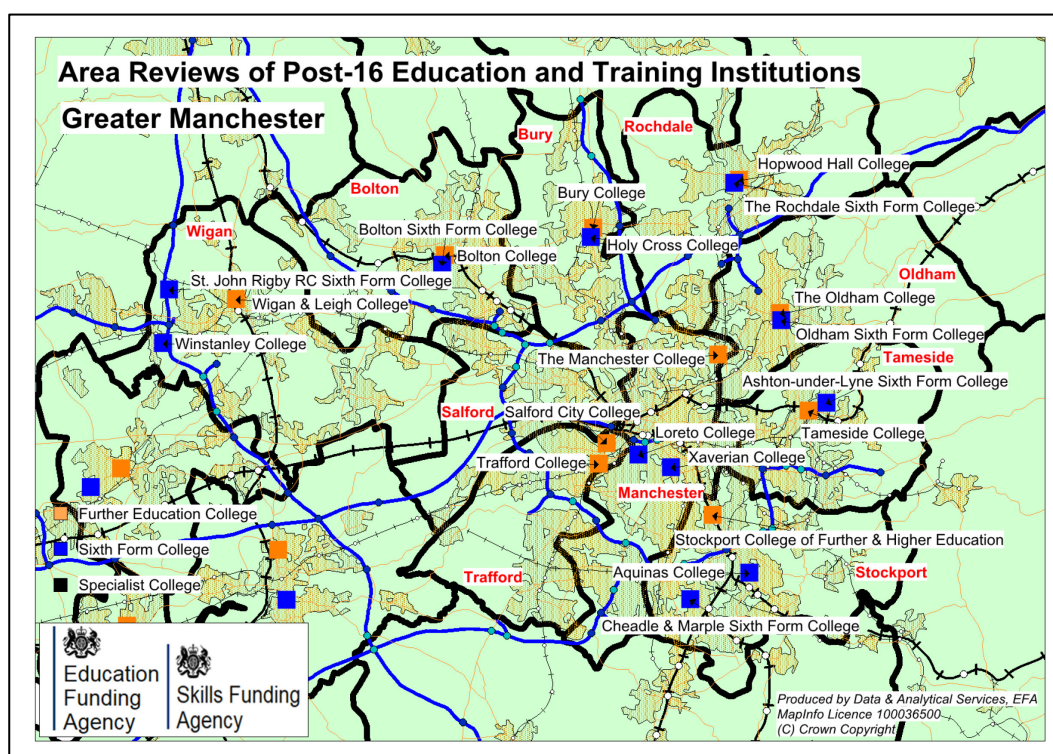 Area Reviews of Post-16 Education and Training Institutions
Greater Manchester
Bury
Rochdale
Hopwood Hall College
Bolton
Bury College
The Rochdale Sixth Form College
Wigan
Bolton Sixth Form College
Holy Cross College
Bolton College
Oldham
St. John Rigby RC Sixth Form College
Wigan & Leigh College
The Oldham College
Oldham Sixth Form College
Winstanley College
The Manchester College
Tameside
Ashton-under-Lyne Sixth Form College
Salford
Salford City College
Loreto College
Tameside College
Trafford College
Xaverian College
Manchester
Further Education College
Stockport College of Further & Higher Education
Sixth Form College
Aquinas College
Stockport
Trafford
Specialist College
Cheadle & Marple Sixth Form College
Education
Funding
Agency
Skills Funding
Agency
Produced by Data & Analytical Services, EFA
MapInfo Licence 100036500
(C) Crown Copyright